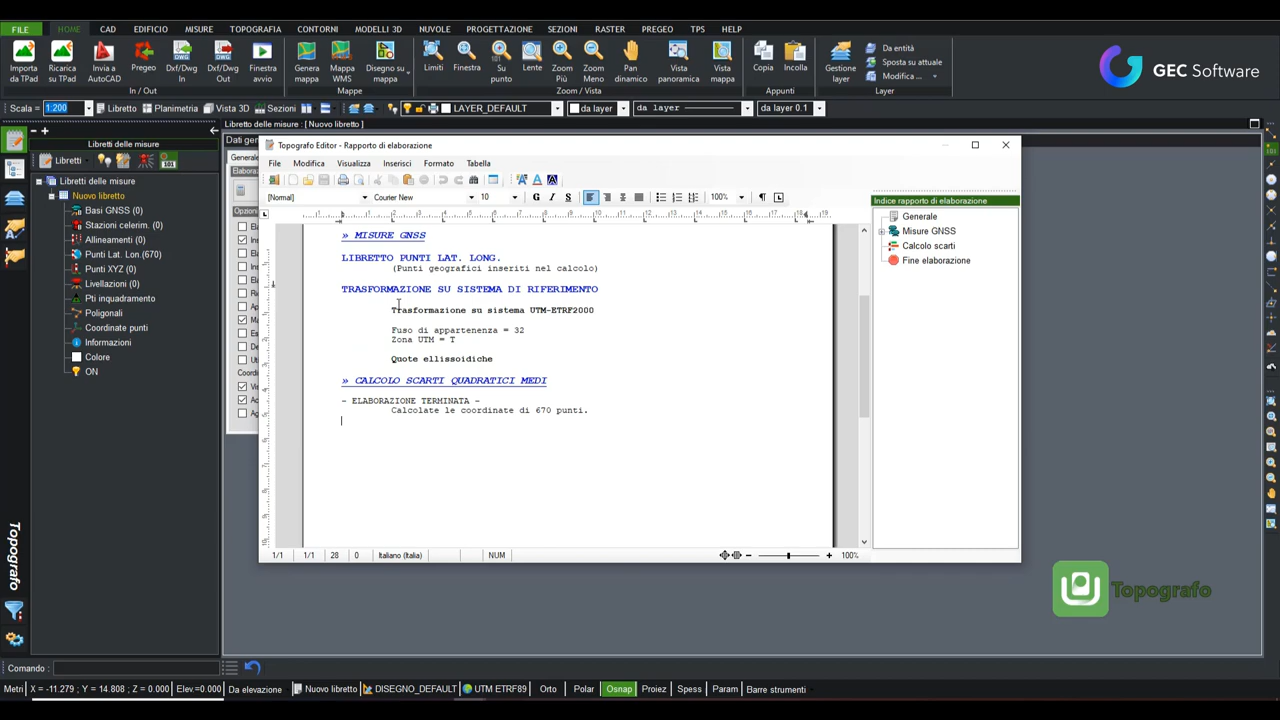 FILE HOME CAD EDIFICIO MISURE TOPOGRAFIA CONTORNI MODELLI 3D NUVOLE PROGETTAZIONE SEZIONI RASTER PREGEO TPS HELP
Importa da TPad
Ricarica su TPad
Invia a AutoCAD
Pregeo
Dxf/Dwg In
Dxf/Dwg Out
Finestra avvio
Genera mappa
Mappa WMS
Disegno su mappa
Limiti
Finestra
Su punto
Lente
Zoom Più
Zoom Meno
Pan dinamico
Vista panoramica
Vista mappa
Copia
Incolla
Gestione layer
Da entità
Sposta su attuale
Modifica ...
In / Out
Mappe
Zoom / Vista
Appunti
Layer
GEC Software
Scala = 1:200 Libretto Planimetria Vista 3D Sezioni LAYER_DEFAULT da layer da layer da layer 0.1
Libretti delle misure
Libretto delle misure : [ Nuovo libretto ]
Libretti
Libretti delle misure
Nuovo libretto
Basi GNSS (0)
Stazioni celerim. (0)
Allineamenti (0)
Punti Lat. Lon.(670)
Punti XYZ (0)
Livellazioni (0)
Pti inquadramento
Poligonali
Coordinate punti
Informazioni
Colore
ON
Topografo
Topografo Editor - Rapporto di elaborazione
File Modifica Visualizza Inserisci Formato Tabella
[Normal] Courier New 10 G I S 100%
» MISURE GNSS
LIBRETTO PUNTI LAT. LONG.
(Punti geografici inseriti nel calcolo)
TRASFORMAZIONE SU SISTEMA DI RIFERIMENTO
Trasformazione su sistema UTM-ETRF2000
Fuso di appartenenza = 32
Zona UTM = T
Quote ellissoidiche
» CALCOLO SCARTI QUADRATICI MEDI
- ELABORAZIONE TERMINATA -
Calcolate le coordinate di 670 punti.
Indice rapporto di elaborazione
Generale
Misure GNSS
Calcolo scarti
Fine elaborazione
1/1 1/1 28 0 Italiano (Italia) NUM 100%
Topografo
Comando :
Metri X = -11.279 ; Y = 14.808 ; Z = 0.000 Elev.=0.000 Da elevazione Nuovo libretto DISEGNO_DEFAULT UTM ETRF89 Orto Polar Osnap Proiez Spess Param Barre strumenti